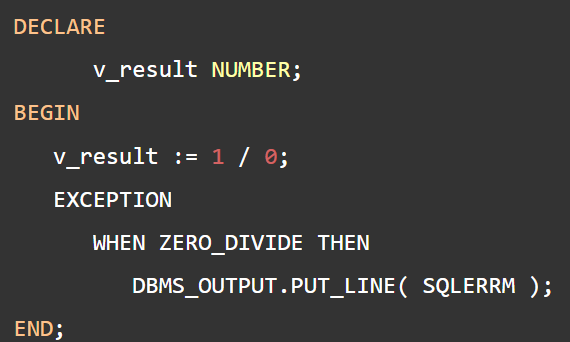 DECLARE
v_result NUMBER;
BEGIN
v_result := 1 / 0;
EXCEPTION
WHEN ZERO_DIVIDE THEN
DBMS_OUTPUT.PUT_LINE( SQLERRM );
END;